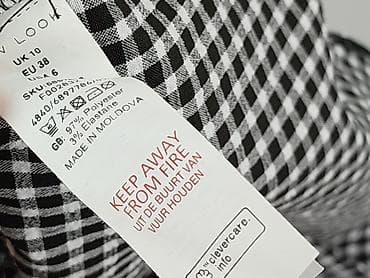 W LOOK
UK 10
EU 38
GB: 97% Polyester
3% Elastane
MADE IN MOLDOVA
KEEP AWAY
FROM FIRE
UIT DE BUURT VAN
VUUR HOUDEN
clevercare.
info